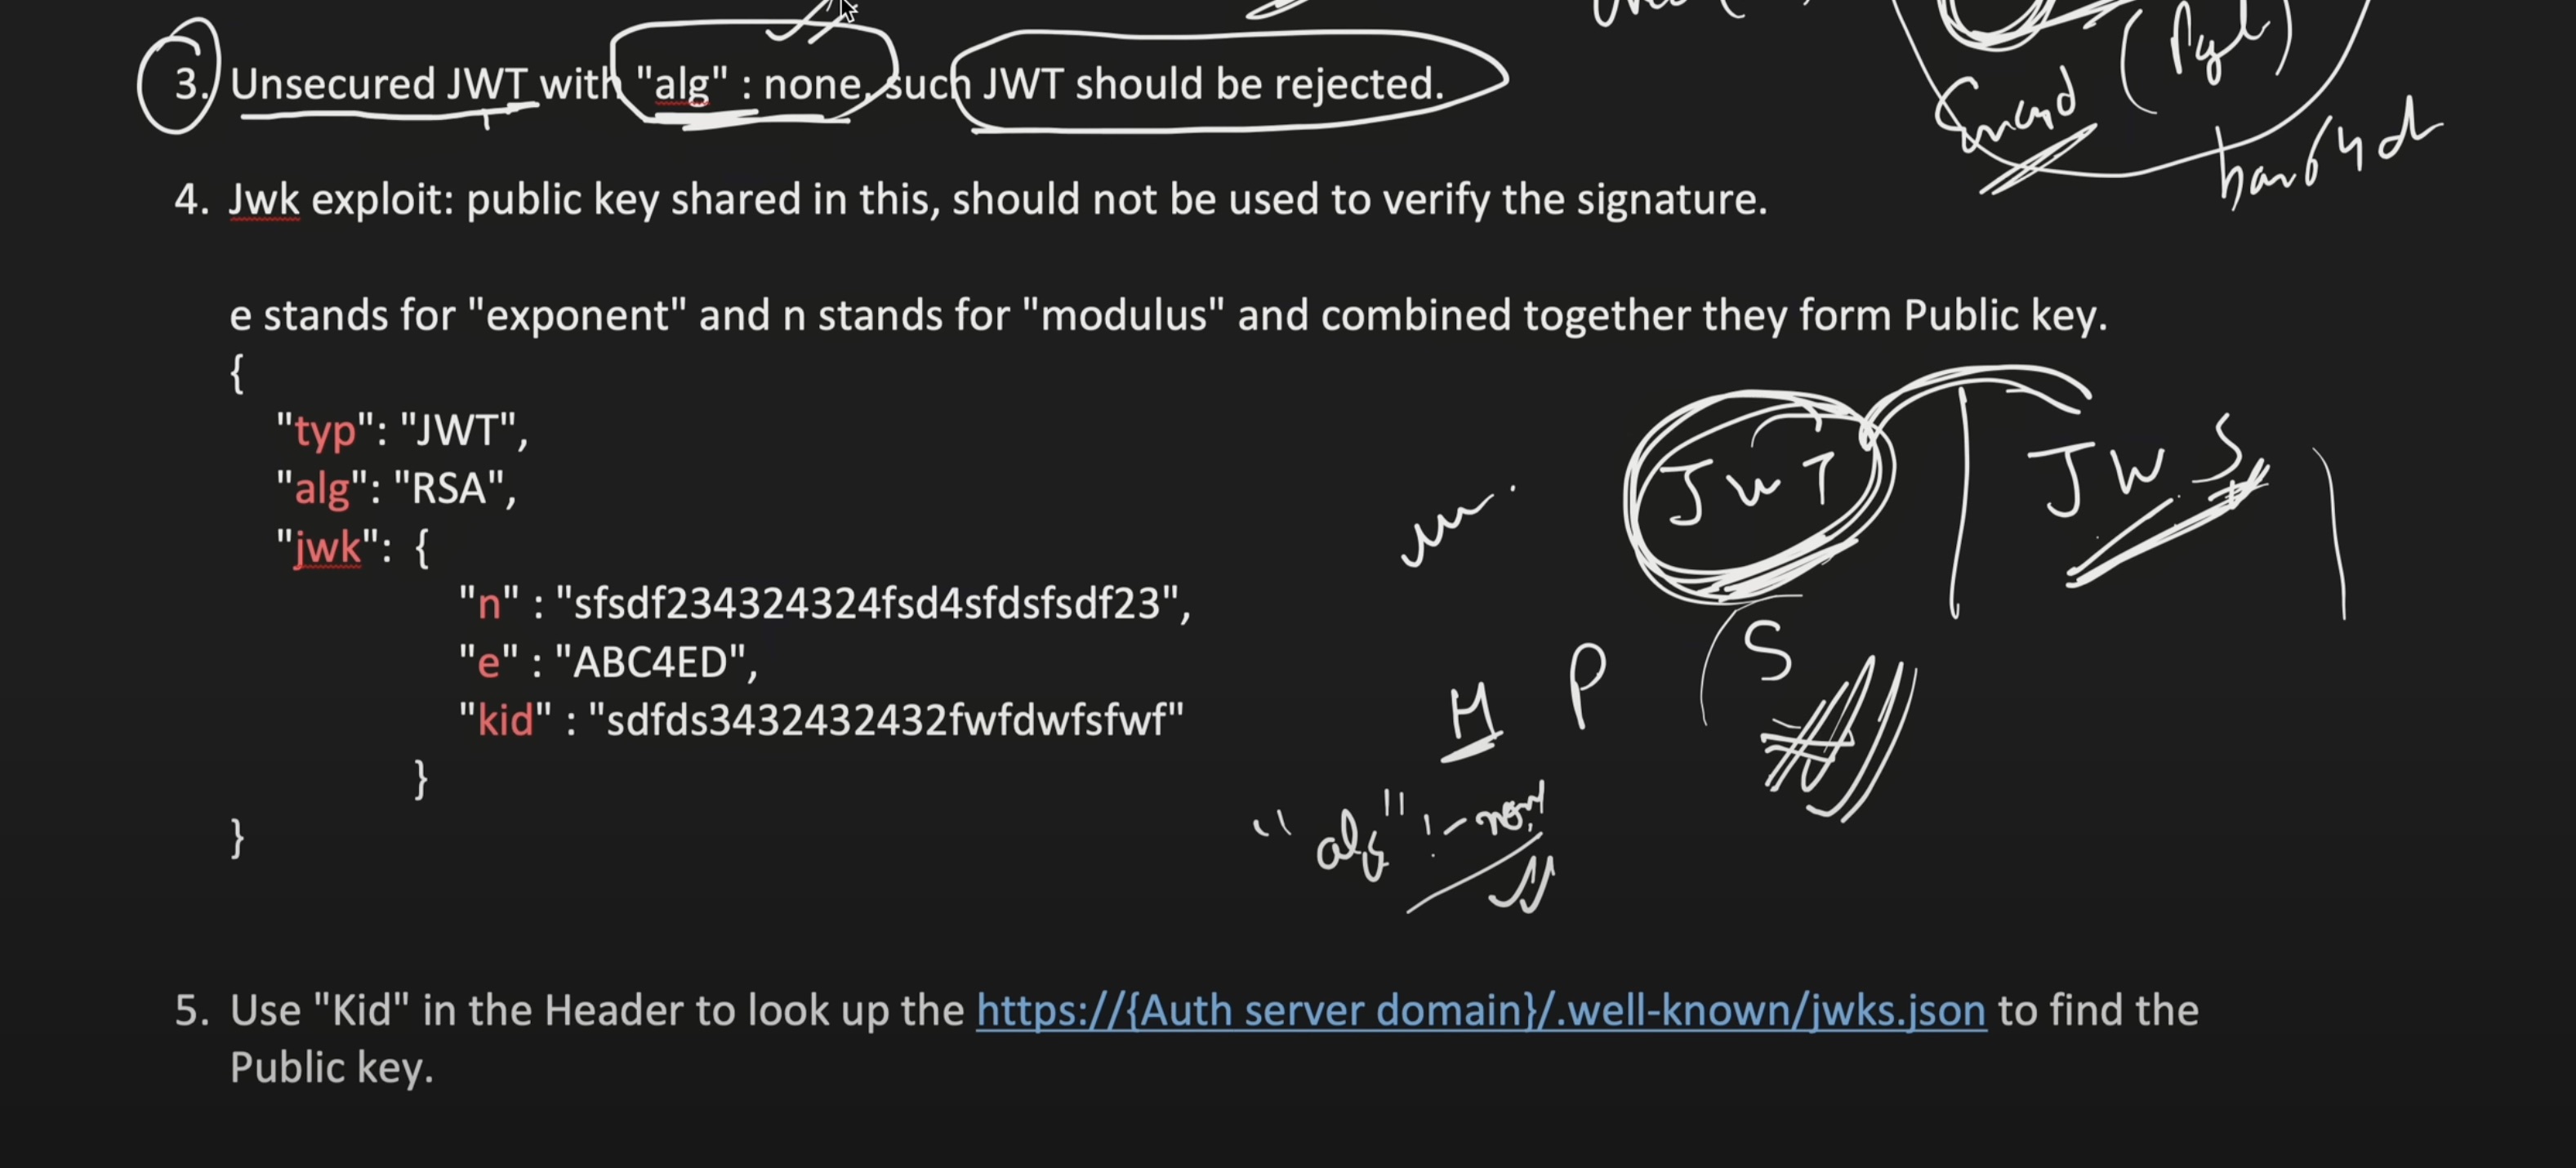 3. Unsecured JWT with "alg" : none, such JWT should be rejected.
4. Jwk exploit: public key shared in this, should not be used to verify the signature.
e stands for "exponent" and n stands for "modulus" and combined together they form Public key.
{
"typ": "JWT",
"alg": "RSA",
"jwk": {
"n" : "sfsdf234324324fsd4sfdsfsdf23",
"e" : "ABC4ED",
"kid" : "sdfds3432432432fwfdwfsfwf"
}
}
JWT
JWS
H P S
"alg"
5. Use "Kid" in the Header to look up the https://{Auth server domain}/.well-known/jwks.json to find the
Public key.